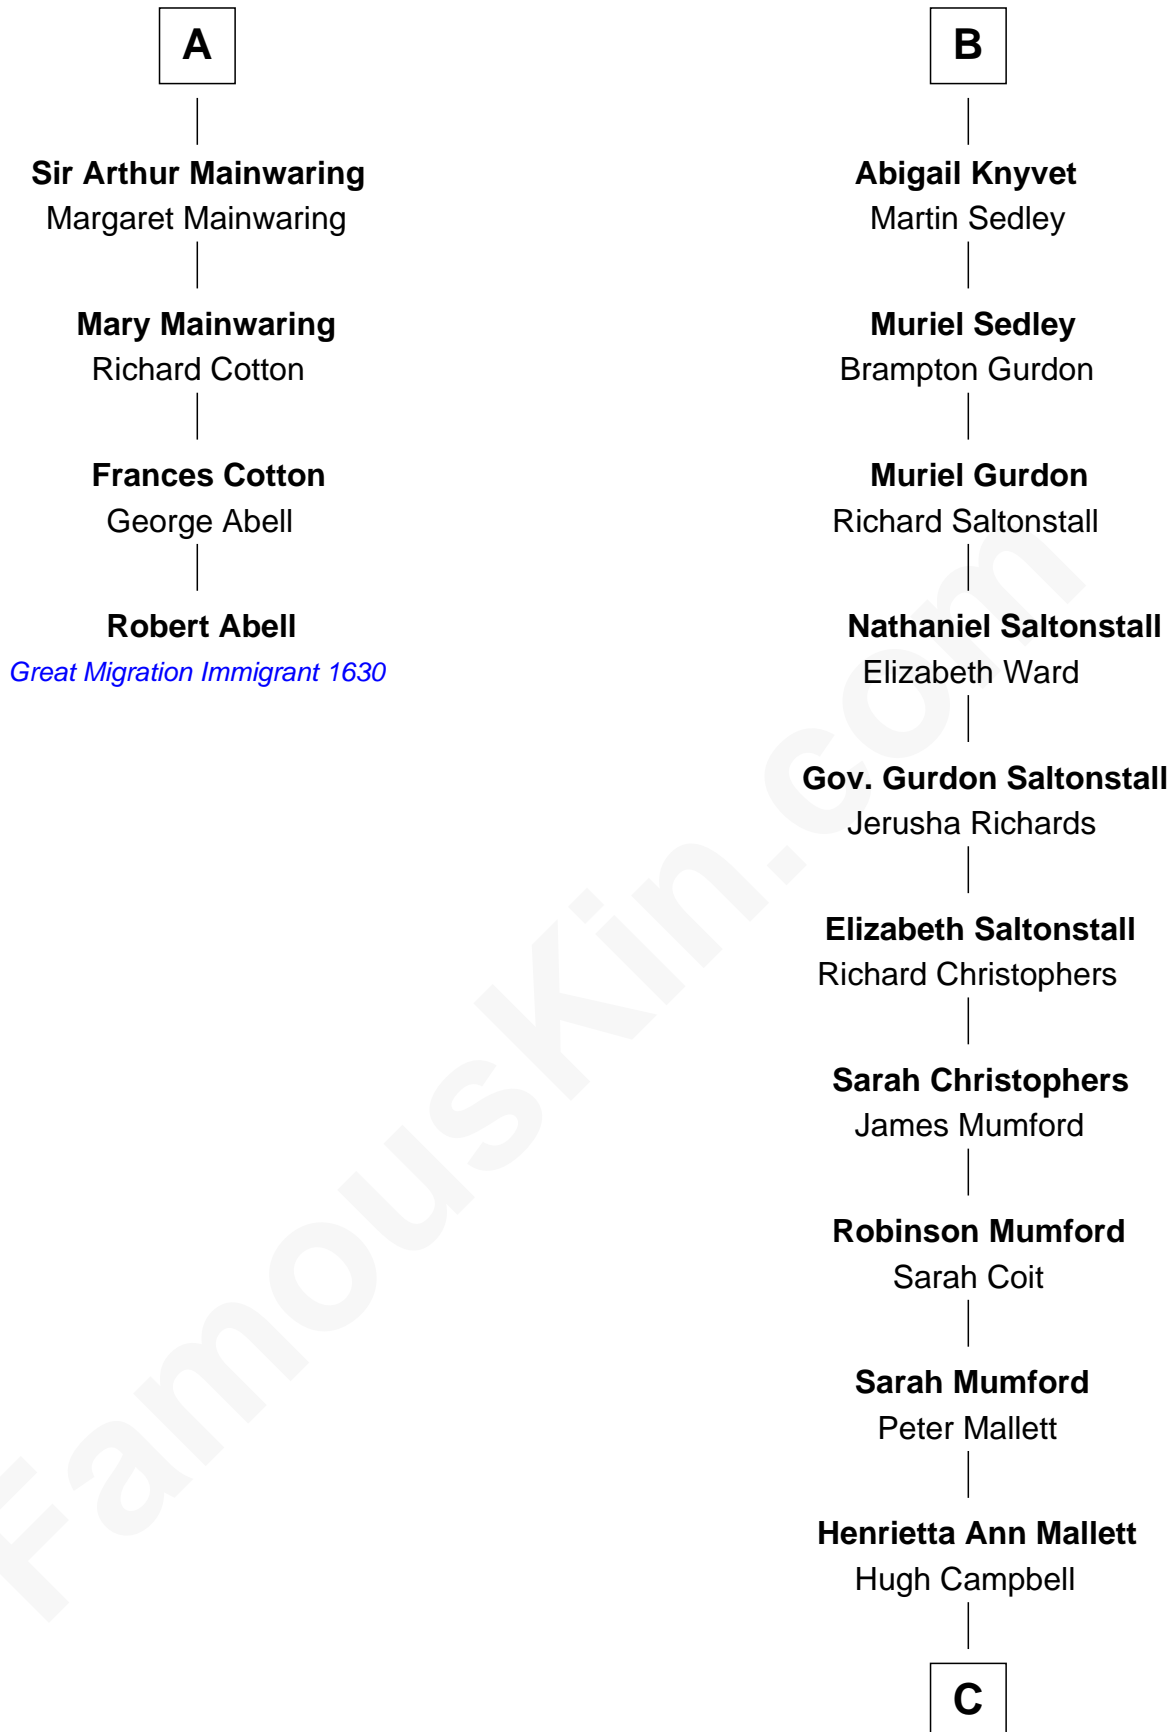 A
Sir Arthur Mainwaring
Margaret Mainwaring
Mary Mainwaring
Richard Cotton
Frances Cotton
George Abell
Robert Abell
Great Migration Immigrant 1630
B
Abigail Knyvet
Martin Sedley
Muriel Sedley
Brampton Gurdon
Muriel Gurdon
Richard Saltonstall
Nathaniel Saltonstall
Elizabeth Ward
Gov. Gurdon Saltonstall
Jerusha Richards
Elizabeth Saltonstall
Richard Christophers
Sarah Christophers
James Mumford
Robinson Mumford
Sarah Coit
Sarah Mumford
Peter Mallett
Henrietta Ann Mallett
Hugh Campbell
C
FamousKin.com